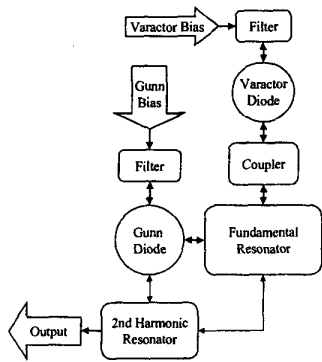 Varactor Bias
Filter
Gunn
Bias
Varactor
Diode
Filter
Coupler
Gunn
Diode
Fundamental
Resonator
Output
2nd Harmonic
Resonator